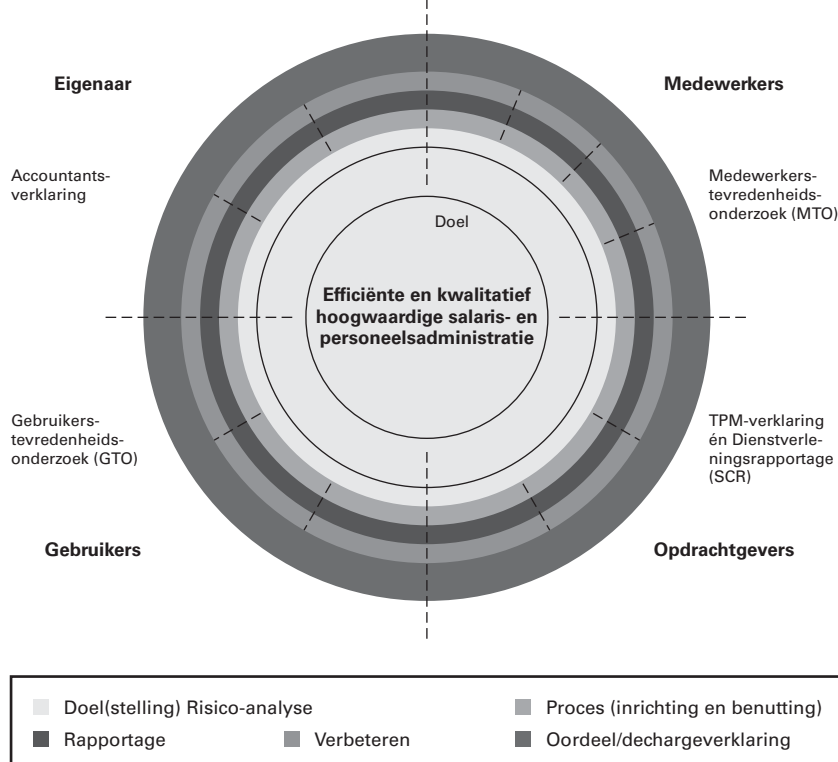 Eigenaar
Medewerkers
Accountants-
verklaring
Medewerkers-
tevredenheids-
onderzoek (MTO)
Doel
Efficiënte en kwalitatief
hoogwaardige salaris- en
personeelsadministratie
Gebruikers-
tevredenheids-
onderzoek (GTO)
TPM-verklaring
én Dienstverle-
ningsrapportage
(SCR)
Gebruikers
Opdrachtgevers
Doel(stelling) Risico-analyse
Proces (inrichting en benutting)
Rapportage
Verbeteren
Oordeel/dechargeverklaring